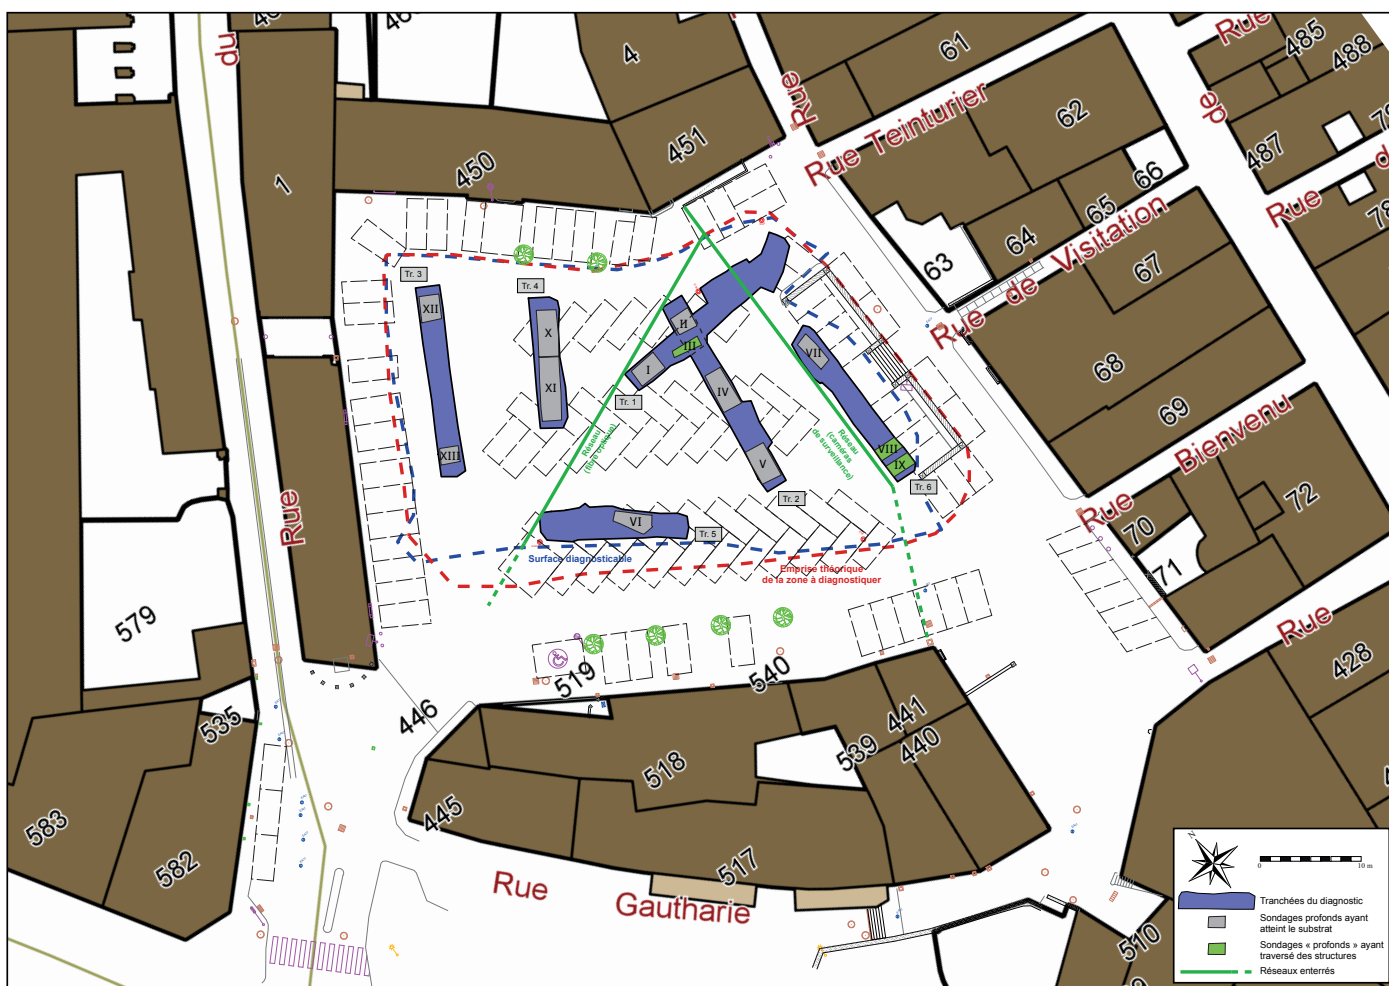 du
1
450
4
451
Rue
61
Rue Teinturier
62
63
64
65
66
67
Rue de Visitation
68
69
Rue Bienvenu
70
71
72
Rue
428
Rue
485
488
487
de
Rue d
Tr. 3
XII
XIII
Tr. 4
X
XI
Tr. 1
I
II
III
IV
V
Tr. 2
VII
VIII
IX
Tr. 6
VI
Tr. 5
Réseau
(fibre optique)
Réseau
(caméras
de surveillance)
Surface diagnosticable
Emprise théorique
de la zone à diagnostiquer
Rue
579
535
583
582
446
445
519
540
518
539
441
440
517
510
Rue Gautharie
N
0 10 m
Tranchées du diagnostic
Sondages profonds ayant
atteint le substrat
Sondages « profonds » ayant
traversé des structures
Réseaux enterrés